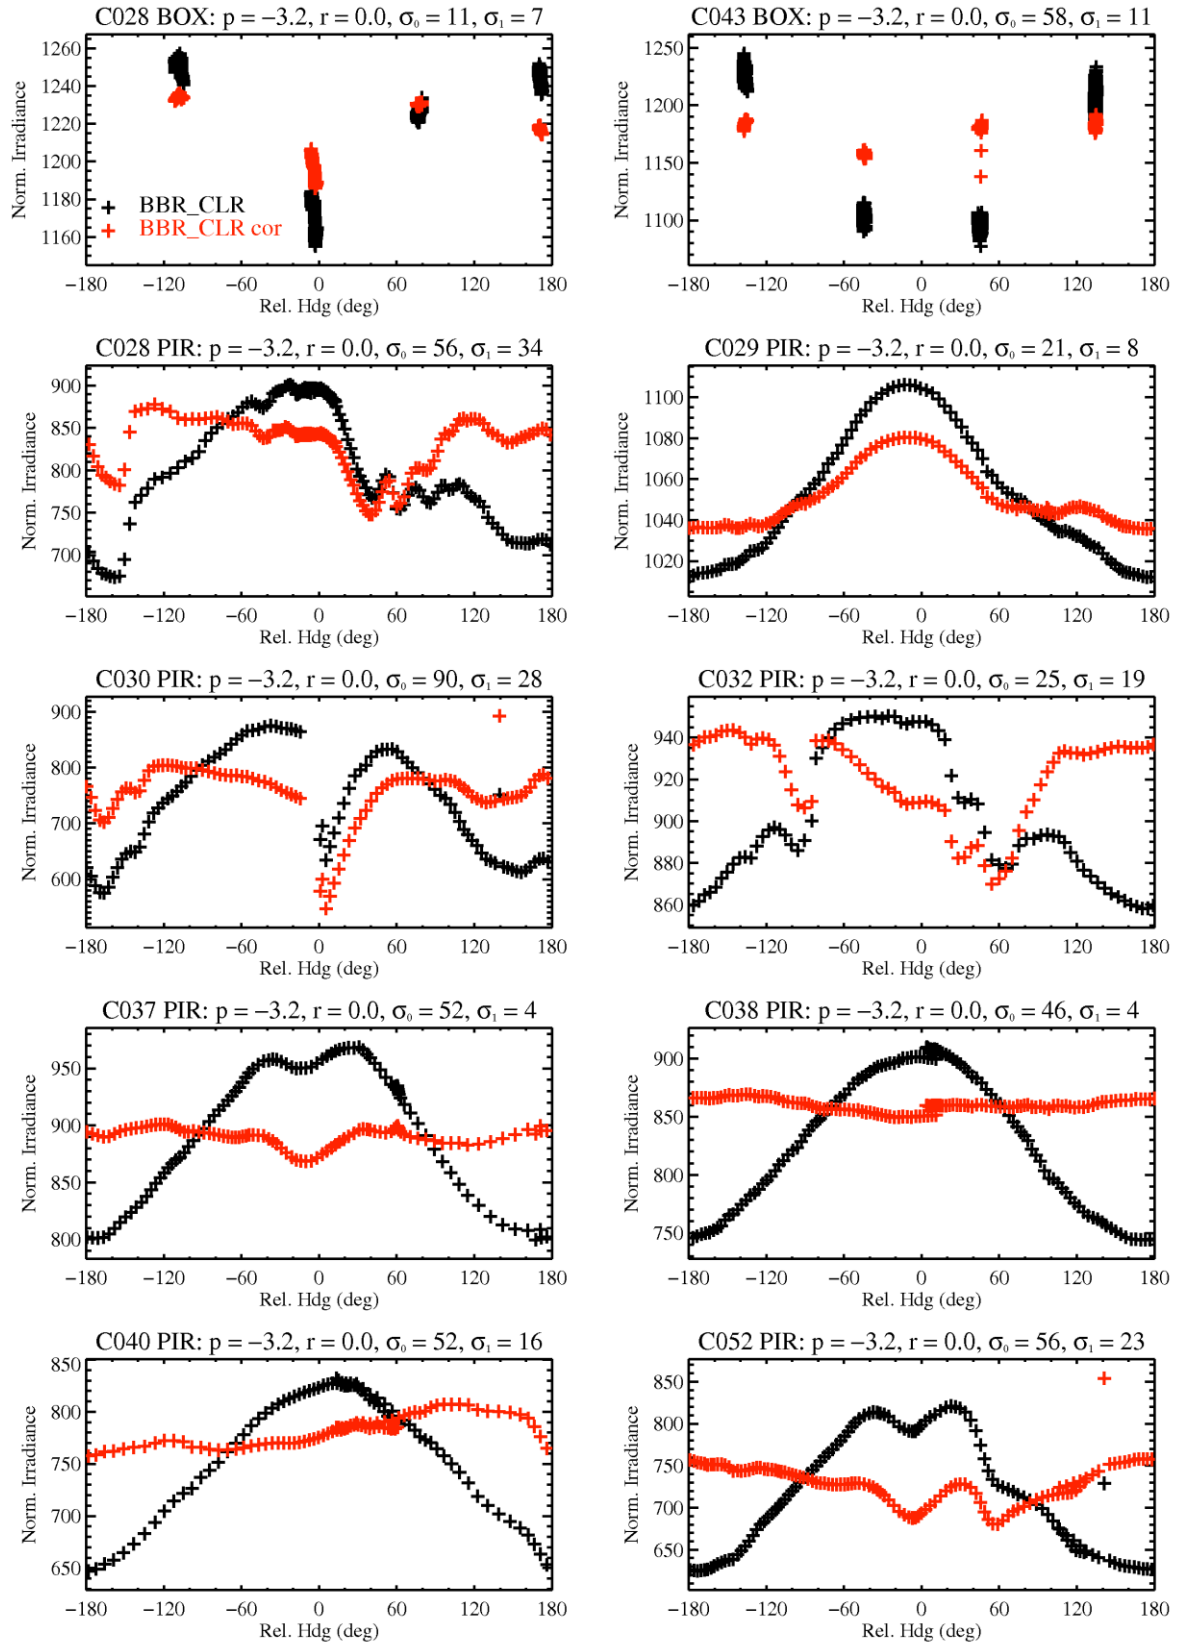 C028 BOX: p = −3.2, r = 0.0, σ₀ = 11, σ₁ = 7
1260
1240
1220
1200
1180
1160
Norm. Irradiance
BBR_CLR
BBR_CLR cor
−180 −120 −60 0 60 120 180
Rel. Hdg (deg)
C043 BOX: p = −3.2, r = 0.0, σ₀ = 58, σ₁ = 11
1250
1200
1150
1100
Norm. Irradiance
−180 −120 −60 0 60 120 180
Rel. Hdg (deg)
C028 PIR: p = −3.2, r = 0.0, σ₀ = 56, σ₁ = 34
900
850
800
750
700
Norm. Irradiance
−180 −120 −60 0 60 120 180
Rel. Hdg (deg)
C029 PIR: p = −3.2, r = 0.0, σ₀ = 21, σ₁ = 8
1100
1080
1060
1040
1020
Norm. Irradiance
−180 −120 −60 0 60 120 180
Rel. Hdg (deg)
C030 PIR: p = −3.2, r = 0.0, σ₀ = 90, σ₁ = 28
900
800
700
600
Norm. Irradiance
−180 −120 −60 0 60 120 180
Rel. Hdg (deg)
C032 PIR: p = −3.2, r = 0.0, σ₀ = 25, σ₁ = 19
940
920
900
880
860
Norm. Irradiance
−180 −120 −60 0 60 120 180
Rel. Hdg (deg)
C037 PIR: p = −3.2, r = 0.0, σ₀ = 52, σ₁ = 4
950
900
850
800
Norm. Irradiance
−180 −120 −60 0 60 120 180
Rel. Hdg (deg)
C038 PIR: p = −3.2, r = 0.0, σ₀ = 46, σ₁ = 4
900
850
800
750
Norm. Irradiance
−180 −120 −60 0 60 120 180
Rel. Hdg (deg)
C040 PIR: p = −3.2, r = 0.0, σ₀ = 52, σ₁ = 16
850
800
750
700
650
Norm. Irradiance
−180 −120 −60 0 60 120 180
Rel. Hdg (deg)
C052 PIR: p = −3.2, r = 0.0, σ₀ = 56, σ₁ = 23
850
800
750
700
650
Norm. Irradiance
−180 −120 −60 0 60 120 180
Rel. Hdg (deg)